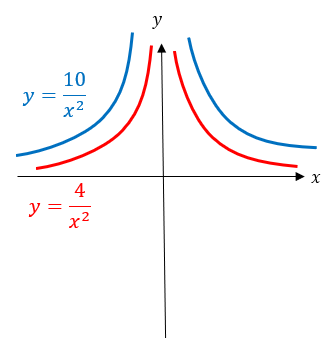 y
y = 10/x²
x
y = 4/x²